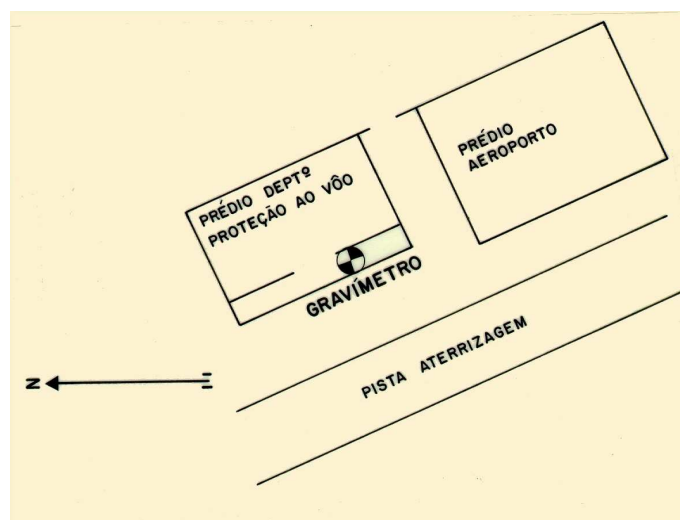 PRÉDIO DEPTº
PROTEÇÃO AO VÔO
PRÉDIO
AEROPORTO
GRAVÍMETRO
PISTA ATERRIZAGEM
N